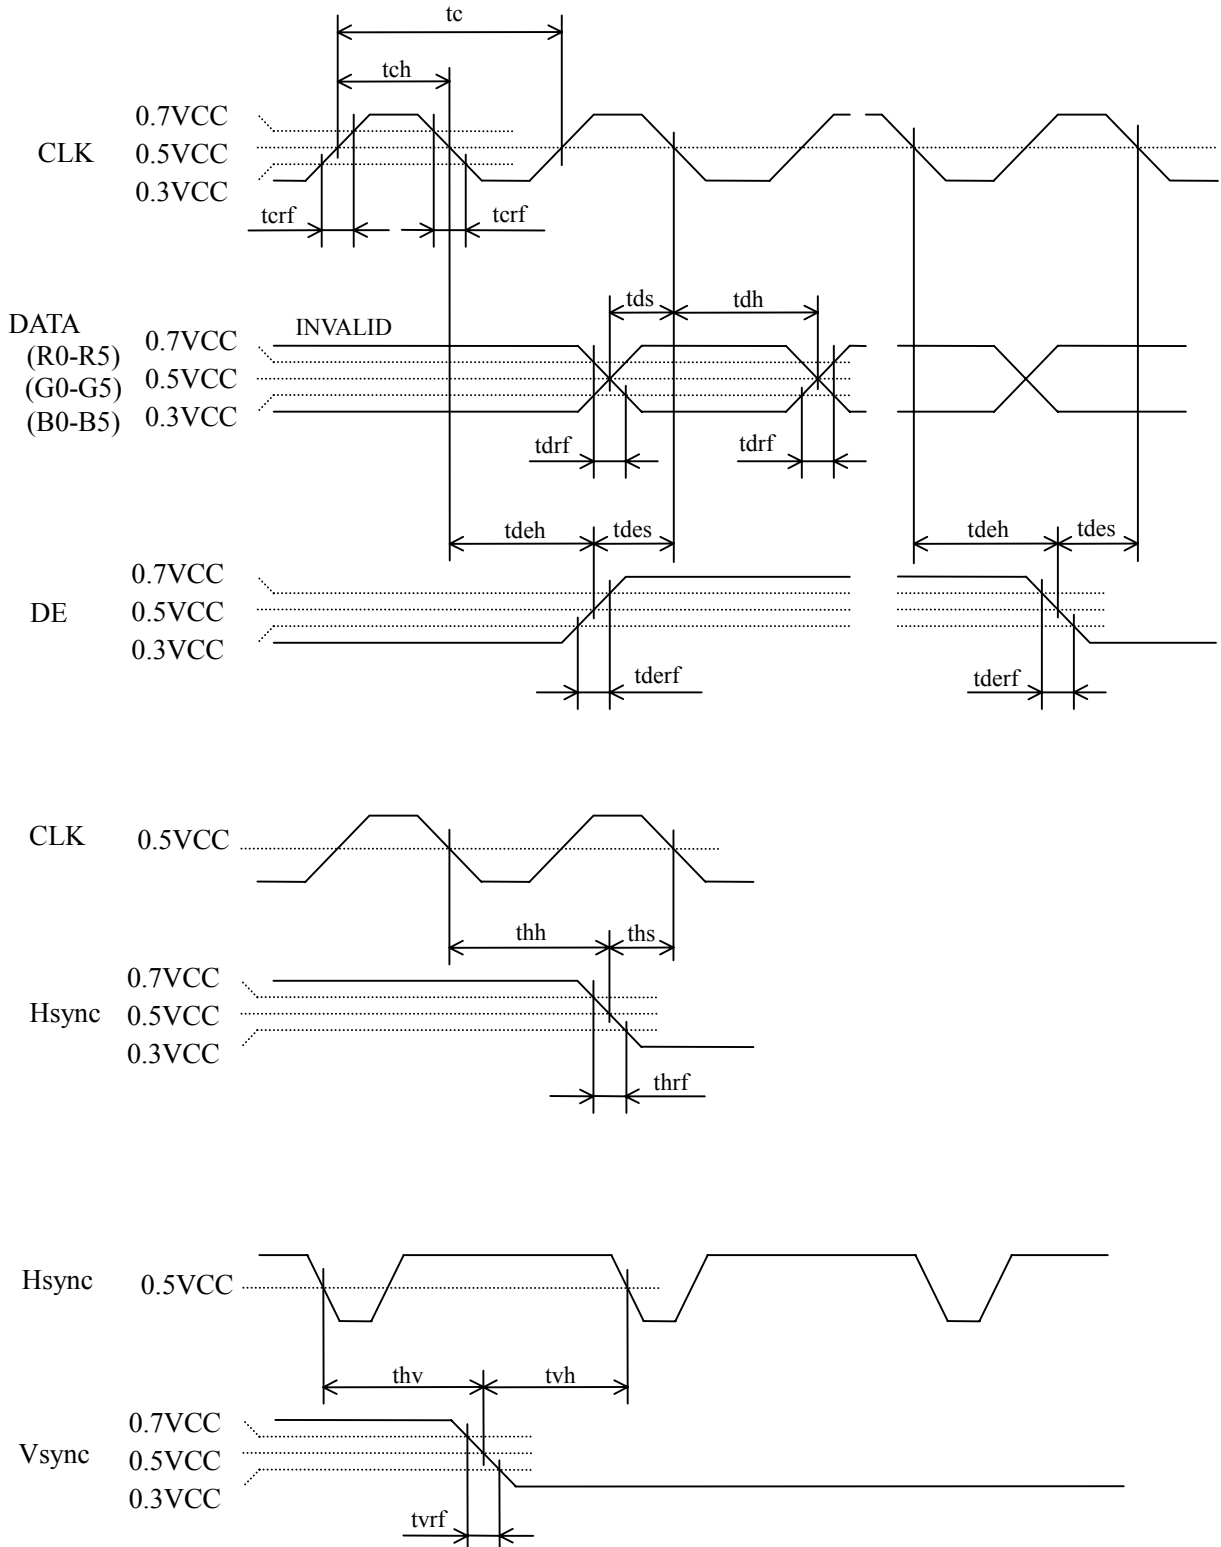 tc
tch
0.7VCC
CLK 0.5VCC
0.3VCC
tcrf tcrf
tds tdh
DATA INVALID
0.7VCC
(R0-R5)
0.5VCC
(G0-G5)
(B0-B5) 0.3VCC
tdrf tdrf
tdeh tdes tdeh tdes
0.7VCC
DE 0.5VCC
0.3VCC
tderf tderf
CLK 0.5VCC
thh ths
0.7VCC
Hsync 0.5VCC
0.3VCC
thrf
Hsync 0.5VCC
thv tvh
0.7VCC
Vsync 0.5VCC
0.3VCC
tvrf